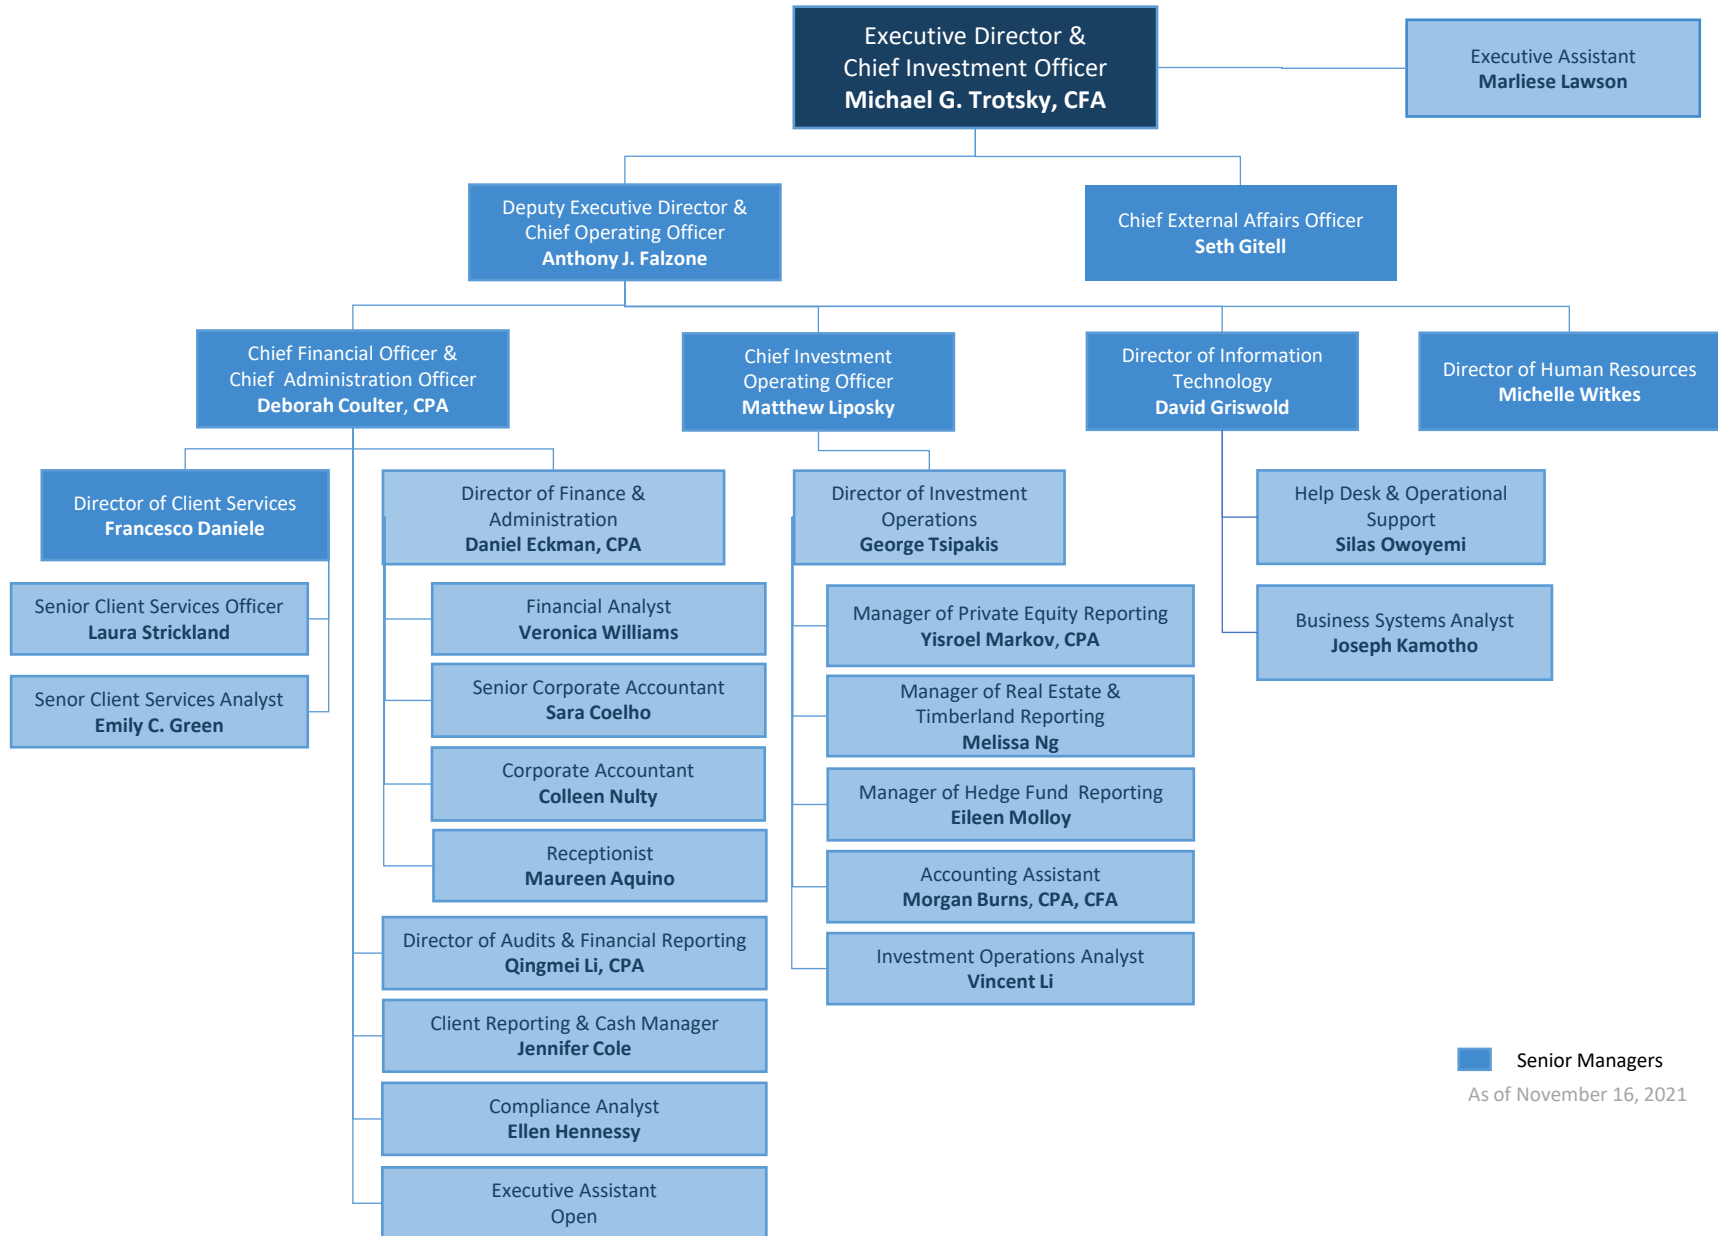 Executive Director &
Chief Investment Officer
Michael G. Trotsky, CFA
Executive Assistant
Marliese Lawson
Deputy Executive Director &
Chief Operating Officer
Anthony J. Falzone
Chief External Affairs Officer
Seth Gitell
Chief Financial Officer &
Chief Administration Officer
Deborah Coulter, CPA
Chief Investment
Operating Officer
Matthew Liposky
Director of Information
Technology
David Griswold
Director of Human Resources
Michelle Witkes
Director of Client Services
Francesco Daniele
Senior Client Services Officer
Laura Strickland
Senor Client Services Analyst
Emily C. Green
Director of Finance &
Administration
Daniel Eckman, CPA
Financial Analyst
Veronica Williams
Senior Corporate Accountant
Sara Coelho
Corporate Accountant
Colleen Nulty
Receptionist
Maureen Aquino
Director of Audits & Financial Reporting
Qingmei Li, CPA
Client Reporting & Cash Manager
Jennifer Cole
Compliance Analyst
Ellen Hennessy
Executive Assistant
Open
Director of Investment
Operations
George Tsipakis
Manager of Private Equity Reporting
Yisroel Markov, CPA
Manager of Real Estate &
Timberland Reporting
Melissa Ng
Manager of Hedge Fund Reporting
Eileen Molloy
Accounting Assistant
Morgan Burns, CPA, CFA
Investment Operations Analyst
Vincent Li
Help Desk & Operational
Support
Silas Owoyemi
Business Systems Analyst
Joseph Kamotho
Senior Managers
As of November 16, 2021